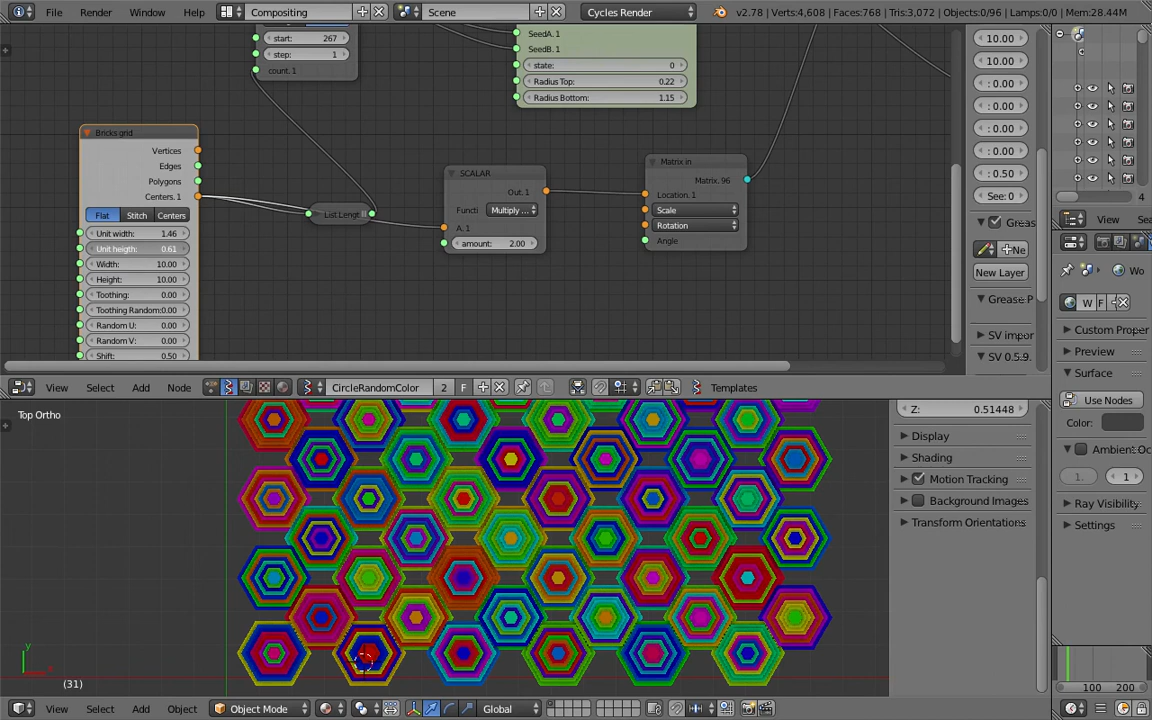 File Render Window Help Compositing Scene Cycles Render v2.78 | Verts:4,608 | Faces:768 | Tris:3,072 | Objects:0/96 | Lamps:0/0 | Mem:28.44M
start: 267
step: 1
count. 1
SeedA. 1
SeedB. 1
state: 0
Radius Top: 0.22
Radius Bottom: 1.15
10.00
10.00
: 0.00
: 0.00
: 0.00
: 0.00
: 0.50
See: 0
Greas
Ne
New Layer
Grease P
SV impor
SV 0.5.9.
Bricks grid
Vertices
Edges
Polygons
Centers. 1
Flat Stitch Centers
Unit width: 1.46
Unit heigth: 0.61
Width: 10.00
Height: 10.00
Toothing: 0.00
Toothing Random:0.00
Random U: 0.00
Random V: 0.00
Shift: 0.50
List Lengt
SCALAR
Out. 1
Functi Multiply ...
A. 1
amount: 2.00
Matrix in
Matrix. 96
Location. 1
Scale
Rotation
Angle
View Se
Wo
W F
Custom Proper
Preview
Surface
Use Nodes
Color:
Ambient Oc
1. 1
Ray Visibility
Settings
100 200
View Select Add Node CircleRandomColor 2 F Templates
Top Ortho
(31)
y
x
Z: 0.51448
Display
Shading
Motion Tracking
Background Images
Transform Orientations
View Select Add Object Object Mode Global